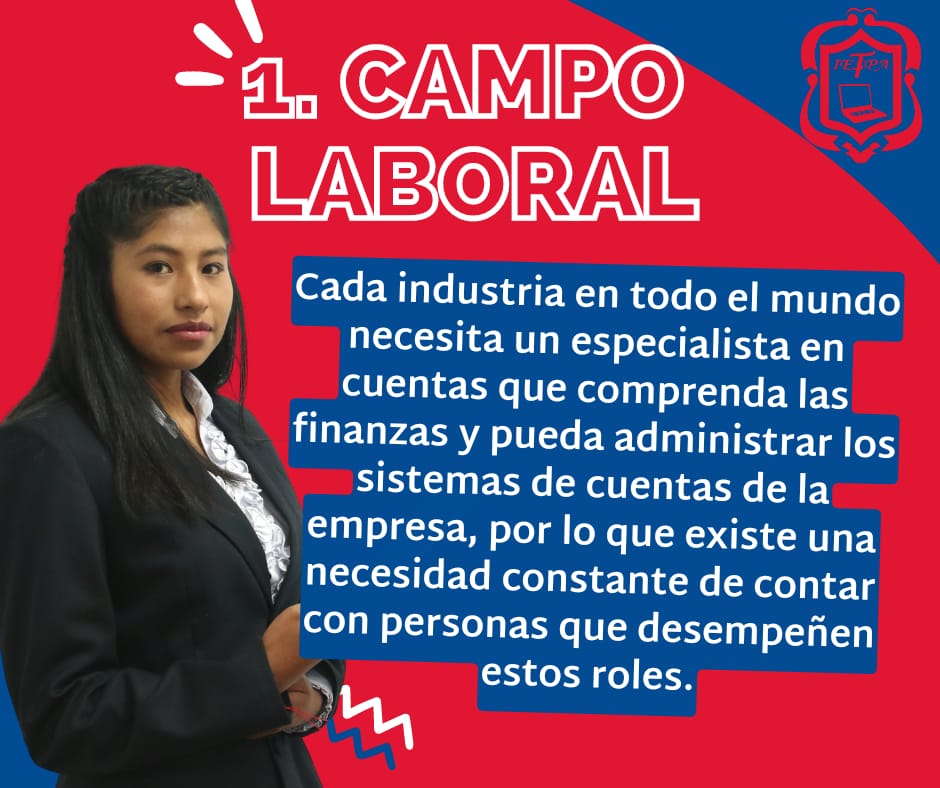 1. CAMPO
LABORAL
Cada industria en todo el mundo
necesita un especialista en
cuentas que comprenda las
finanzas y pueda administrar los
sistemas de cuentas de la
empresa, por lo que existe una
necesidad constante de contar
con personas que desempeñen
estos roles.